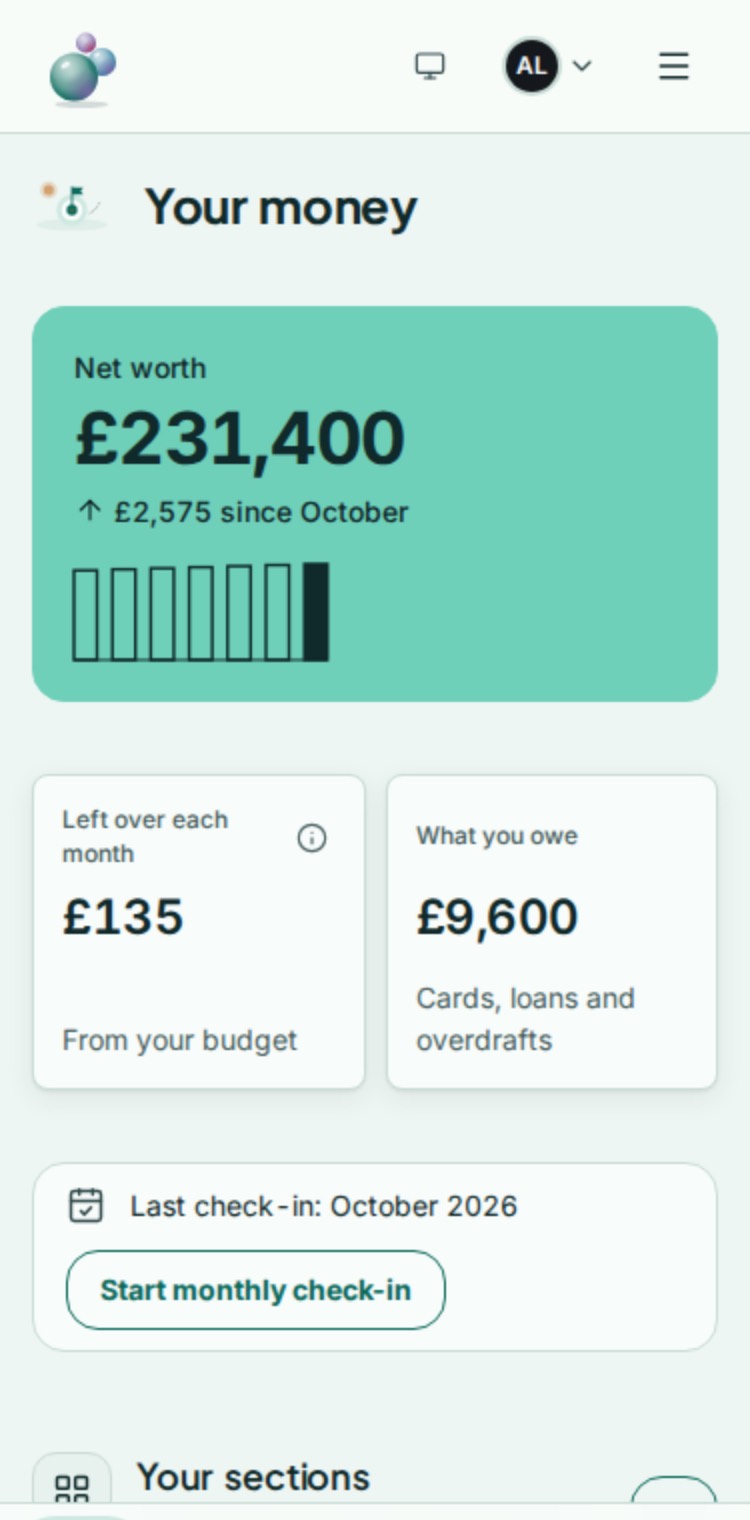 AL
Your money
Net worth
£231,400
↑ £2,575 since October
Left over each
month
£135
From your budget
What you owe
£9,600
Cards, loans and
overdrafts
Last check-in: October 2026
Start monthly check-in
Your sections